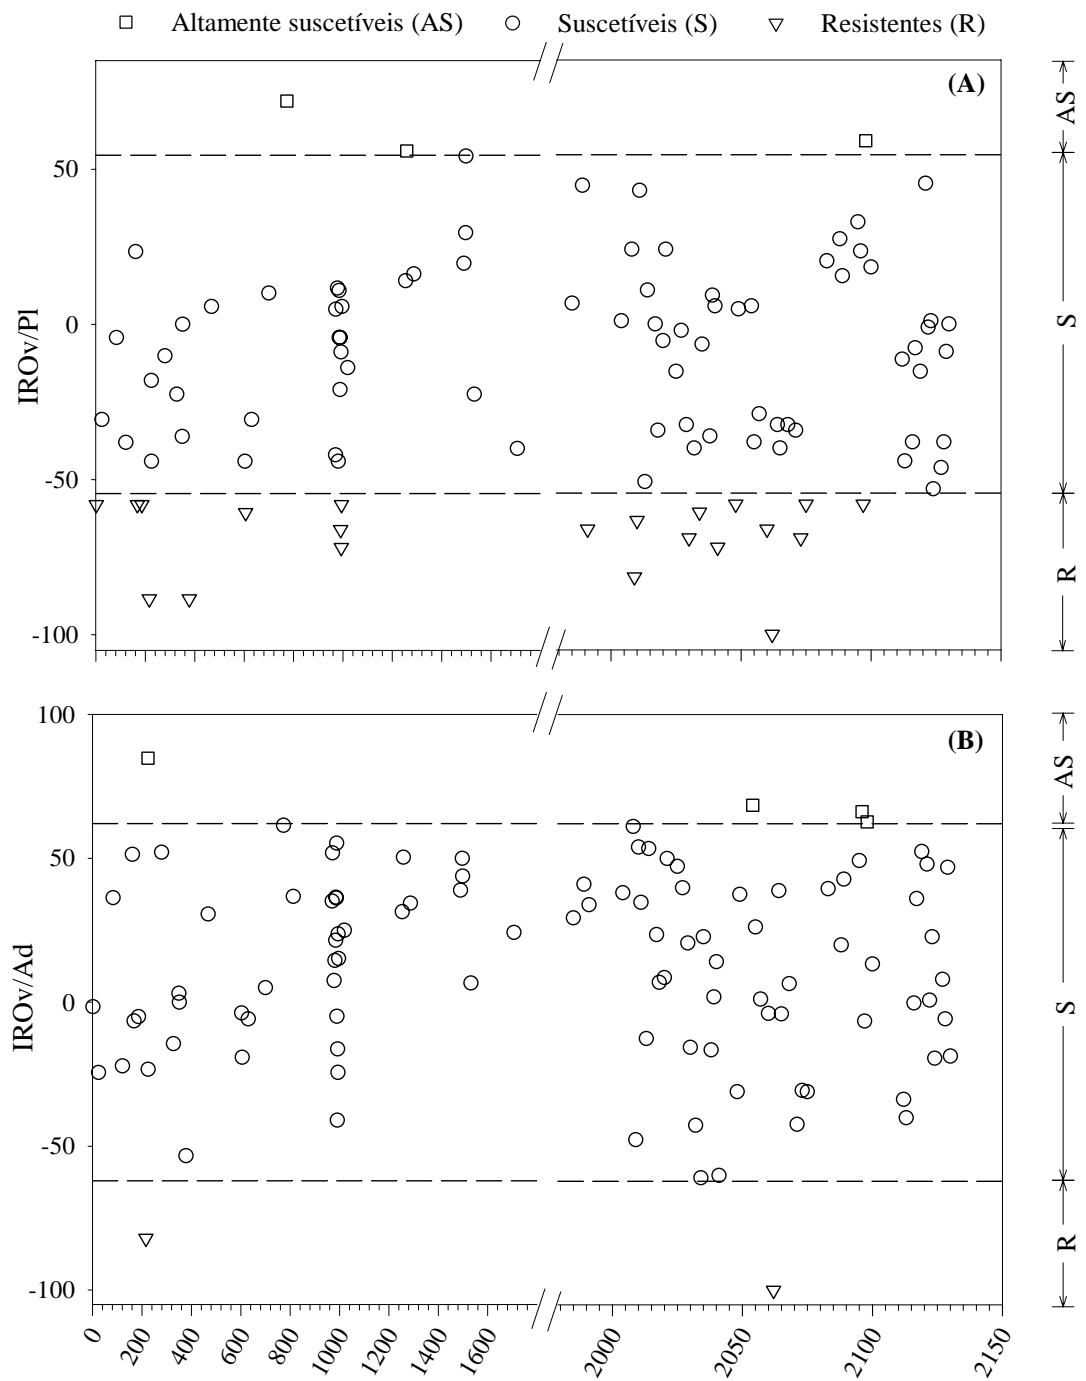 Altamente suscetíveis (AS) Suscetíveis (S) Resistentes (R)
(A)
AS
50
S
IROv/Pl
0
-50
R
-100
100
(B)
AS
50
S
IROv/Ad
0
-50
R
-100
0 200 400 600 800 1000 1200 1400 1600 2000 2050 2100 2150